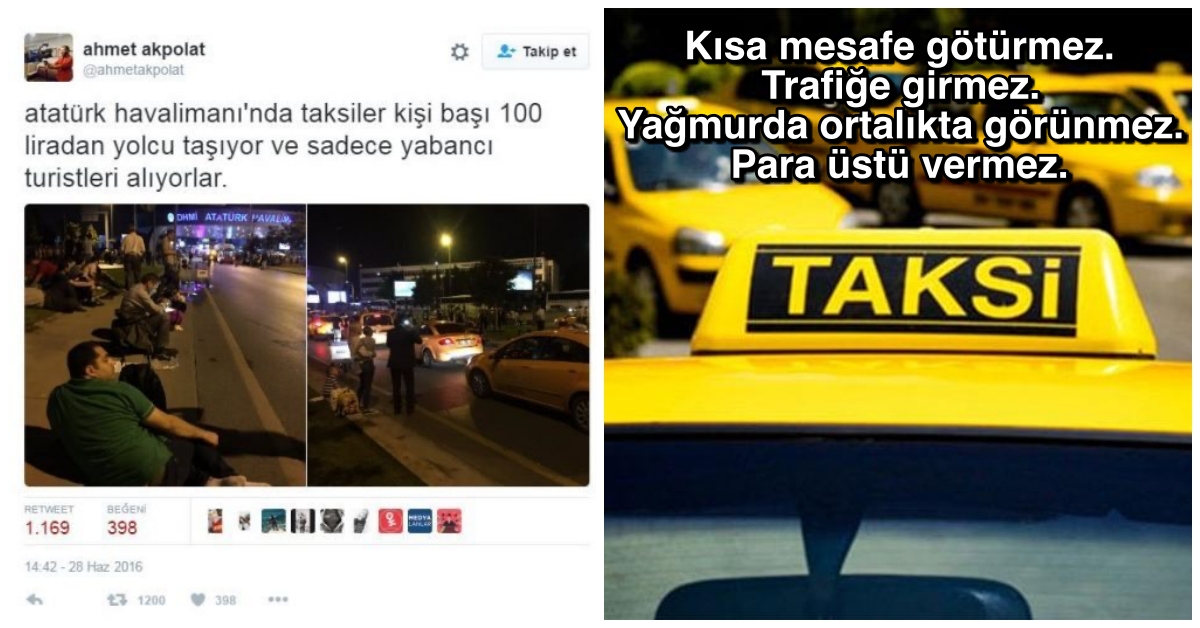 ahmet akpolat
@ahmetakpolat
Takip et
atatürk havalimanı'nda taksiler kişi başı 100
liradan yolcu taşıyor ve sadece yabancı
turistleri alıyorlar.
DHMİ ATATÜRK HAVALİM
RETWEET
BEĞENİ
1.169
398
MEDYA
14:42 - 28 Haz 2016
1200
398
Kısa mesafe götürmez.
Trafiğe girmez.
Yağmurda ortalıkta görünmez.
Para üstü vermez.
TAKSİ